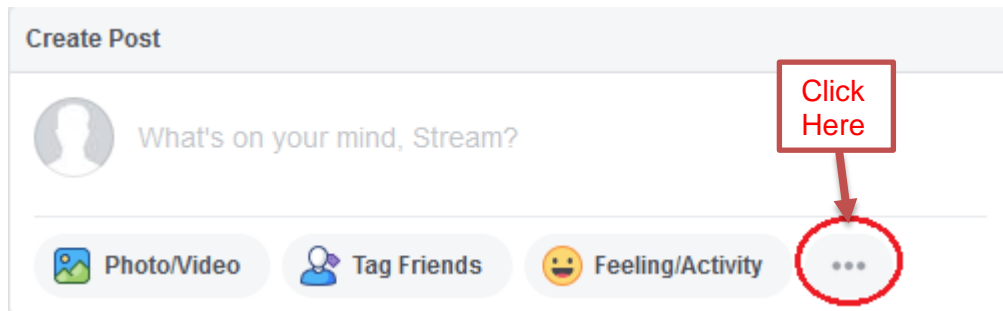 Create Post
Click
Here
What's on your mind, Stream?
Photo/Video Tag Friends Feeling/Activity